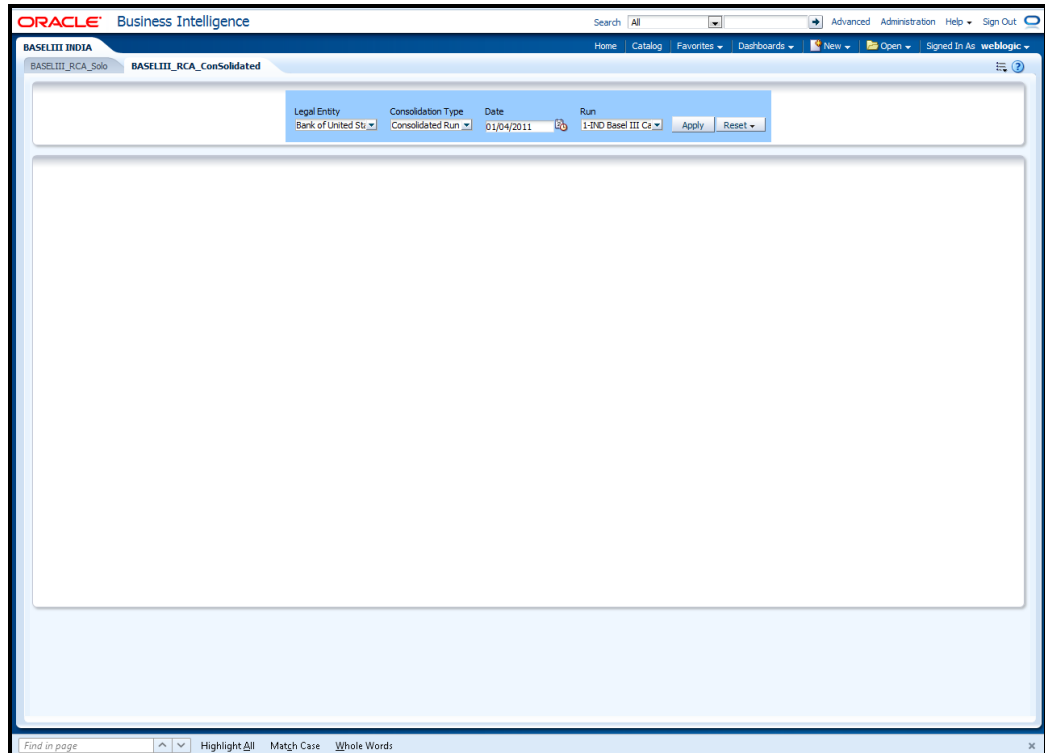 ORACLE Business Intelligence Search All Advanced Administration Help Sign Out
BASELIII INDIA Home Catalog Favorites Dashboards New Open Signed In As weblogic
BASELIII_RCA_Solo BASELIII_RCA_ConSolidated
Legal Entity Consolidation Type Date Run
Bank of United Sta Consolidated Run 01/04/2011 1-IND Basel III Ca Apply Reset
Find in page Highlight All Match Case Whole Words